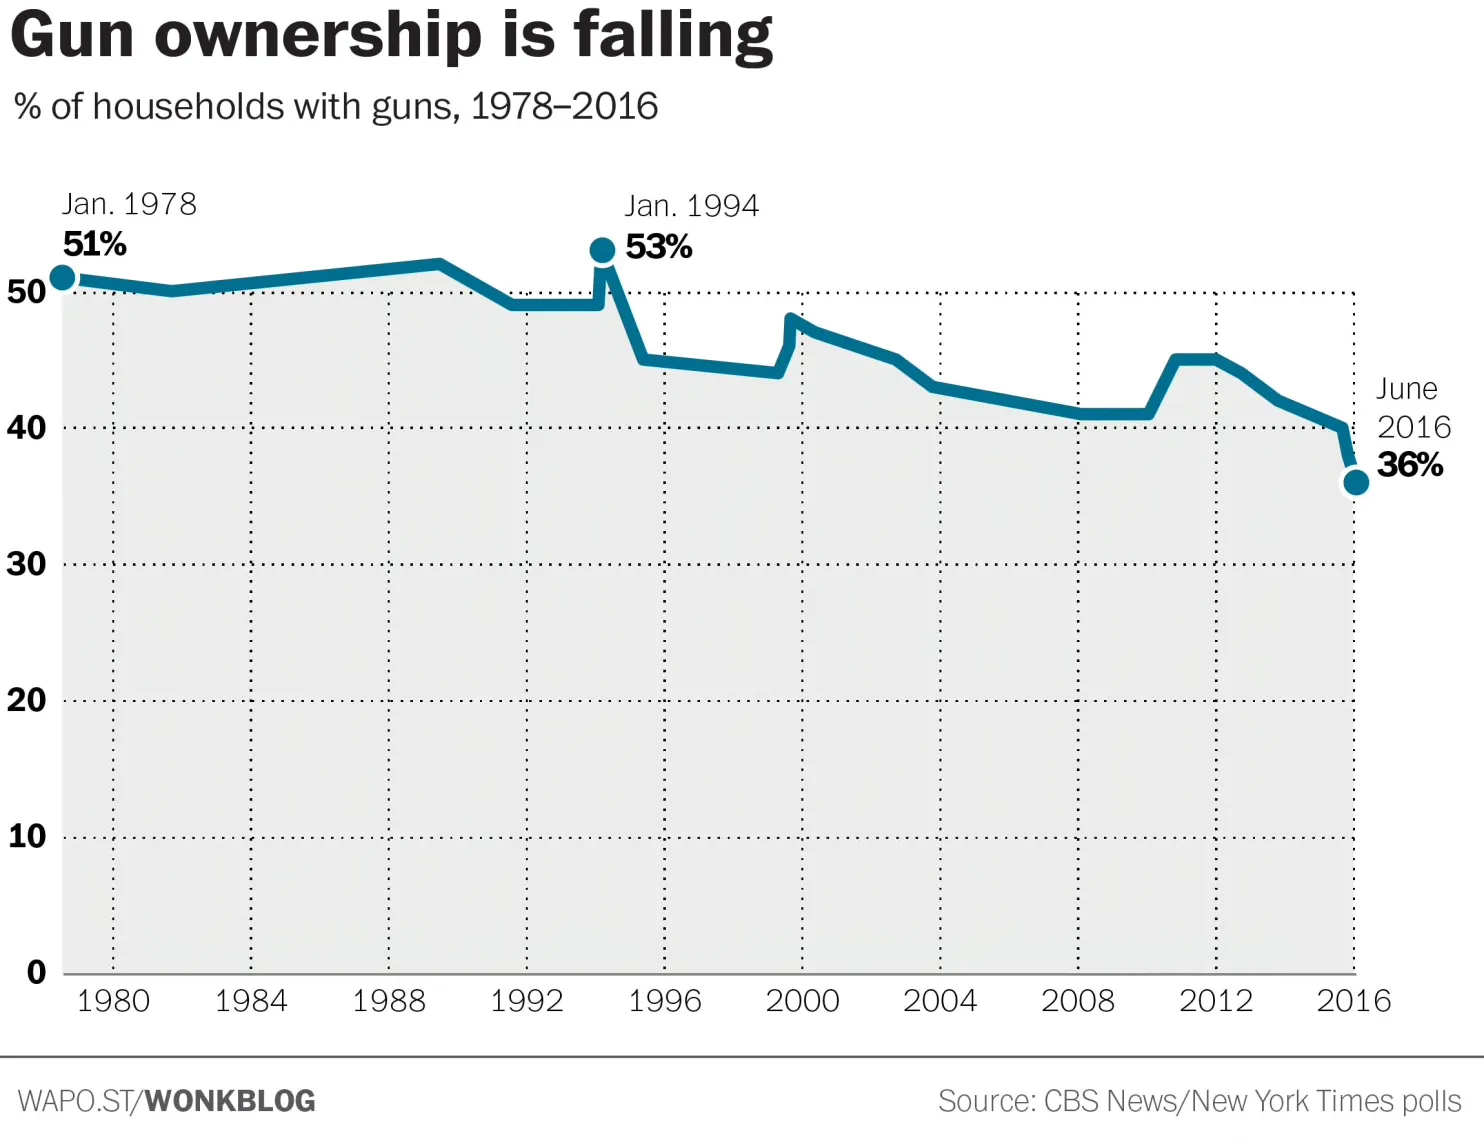 Gun ownership is falling
% of households with guns, 1978–2016
Jan. 1978
51%
Jan. 1994
53%
June
2016
36%
50
40
30
20
10
0
1980 1984 1988 1992 1996 2000 2004 2008 2012 2016
WAPO.ST/WONKBLOG
Source: CBS News/New York Times polls